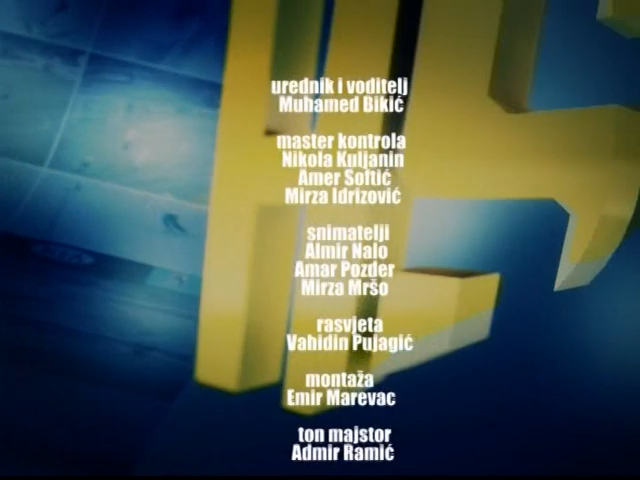 urednik i voditelj
Muhamed Bikić
master kontrola
Nikola Kuljanin
Amer Softić
Mirza Idrizović
snimatelji
Almir Nalo
Amar Pozder
Mirza Mršo
rasvjeta
Vahidin Pujagić
montaža
Emir Marevac
ton majstor
Admir Ramić